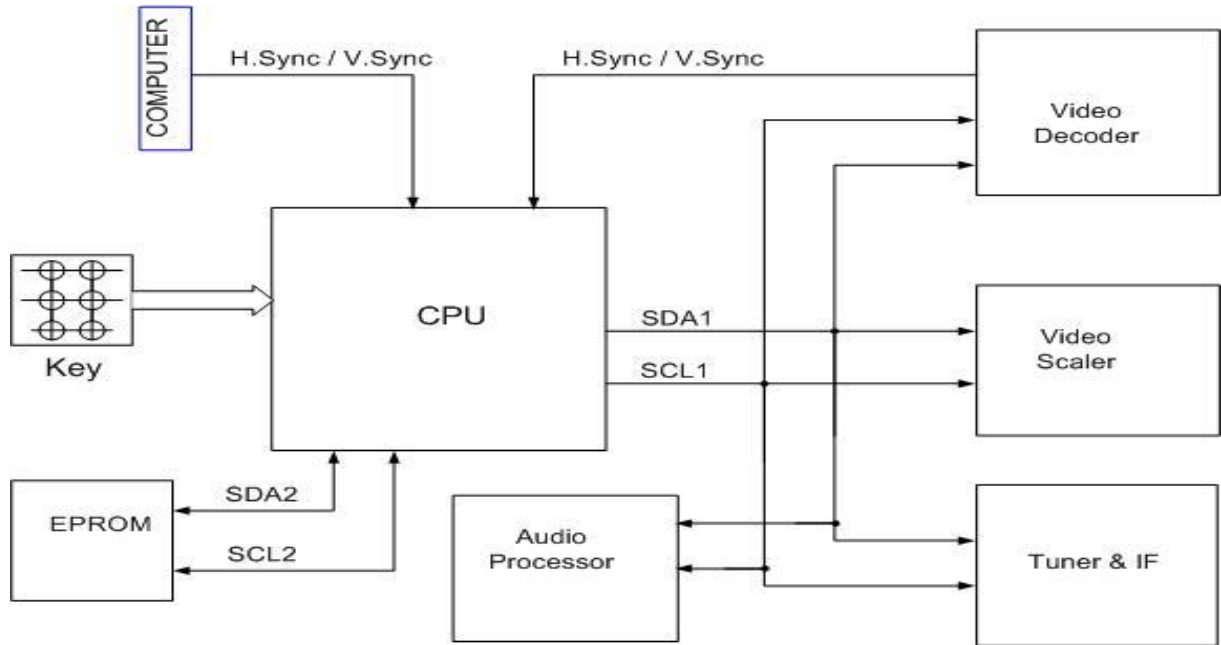 COMPUTER
H.Sync / V.Sync
H.Sync / V.Sync
Video
Decoder
Key
CPU
SDA1
SCL1
Video
Scaler
EPROM
SDA2
SCL2
Audio
Processor
Tuner & IF